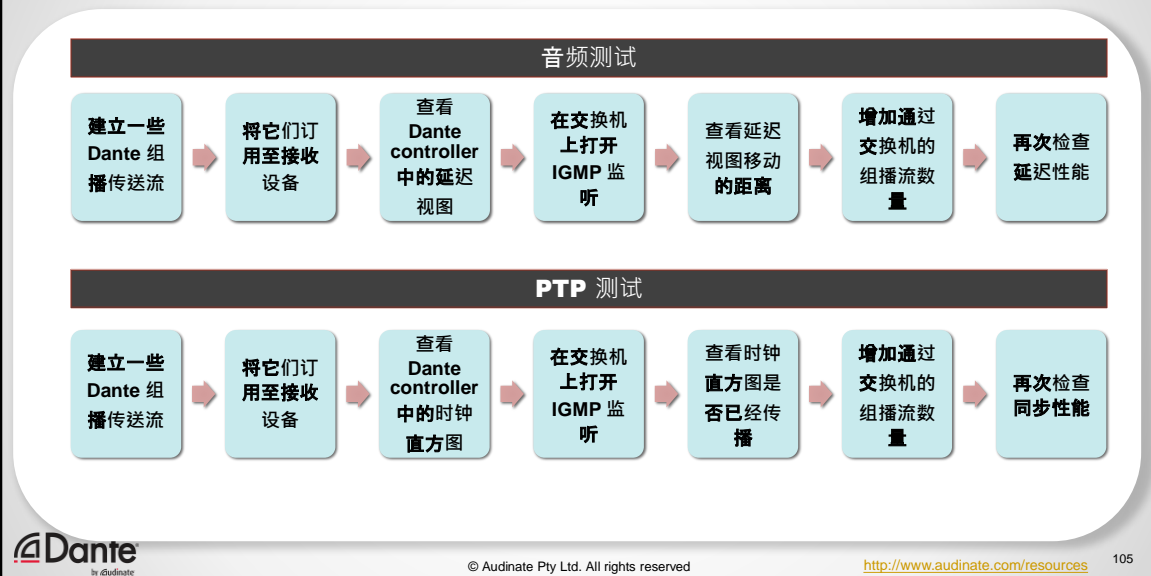 音频测试
建立一些
Dante 组
播传送流
将它们订
用至接收
设备
查看
Dante
controller
中的延迟
视图
在交换机
上打开
IGMP 监
听
查看延迟
视图移动
的距离
增加通过
交换机的
组播流数
量
再次检查
延迟性能
PTP 测试
建立一些
Dante 组
播传送流
将它们订
用至接收
设备
查看
Dante
controller
中的时钟
直方图
在交换机
上打开
IGMP 监
听
查看时钟
直方图是
否已经传
播
增加通过
交换机的
组播流数
量
再次检查
同步性能
Dante
by Audinate
© Audinate Pty Ltd. All rights reserved
http://www.audinate.com/resources
105